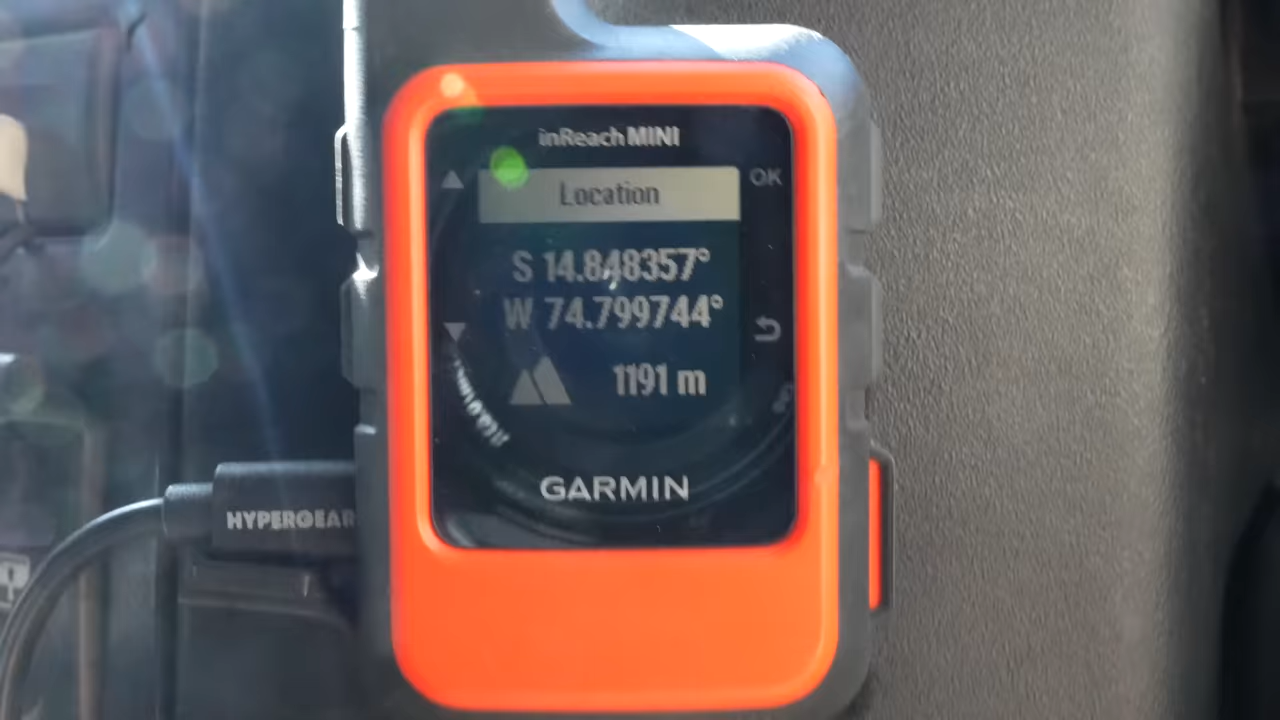 inReach MINI
OK
Location
S 14.848357°
W 74.799744°
1191 m
GARMIN
HYPERGEAR